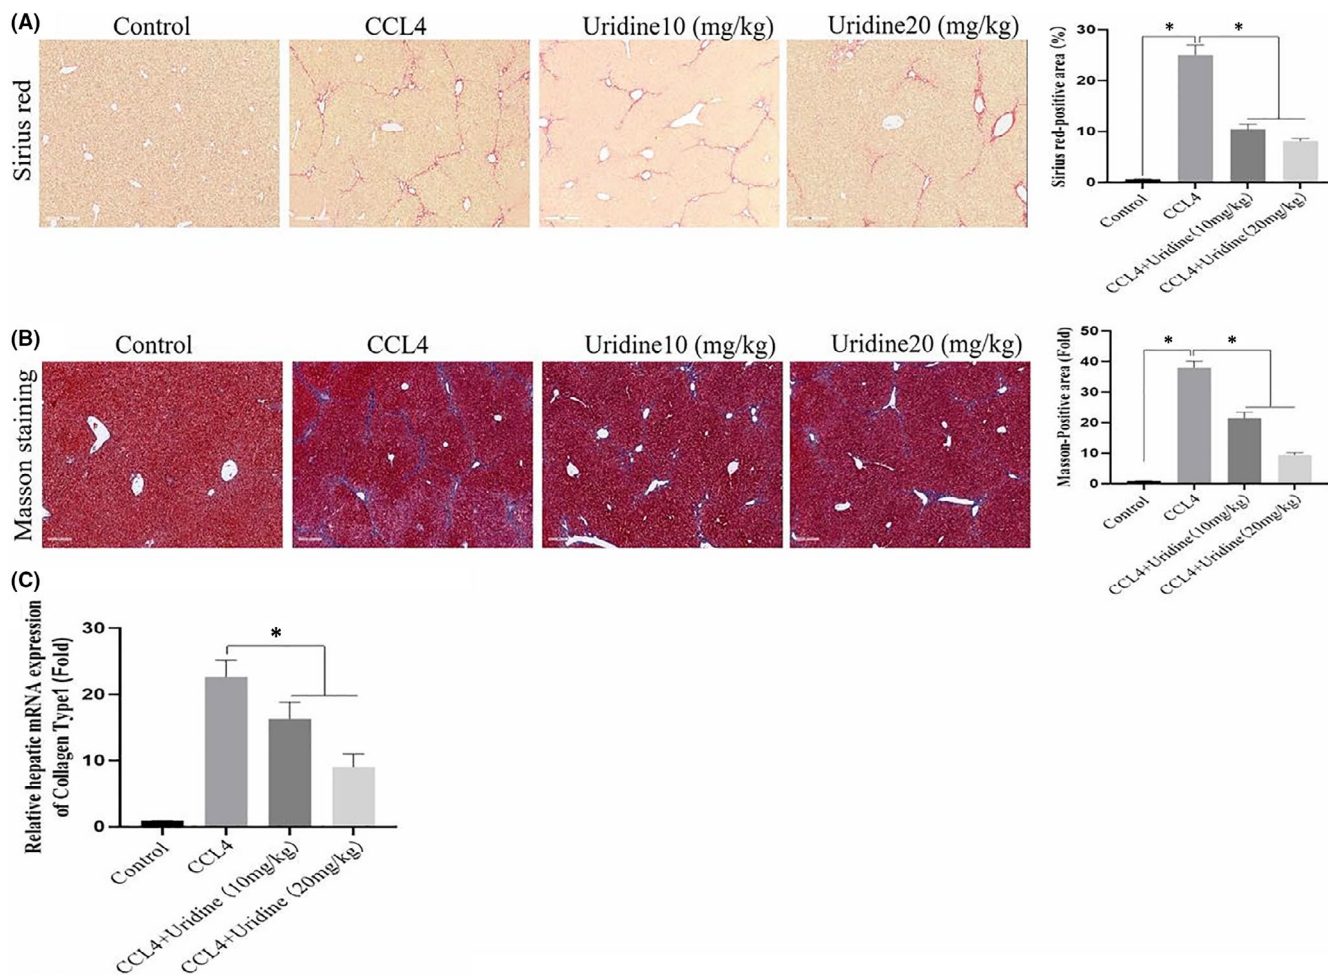 (A)
Control
CCL4
Uridine10 (mg/kg)
Uridine20 (mg/kg)
Sirius red
Sirius red-positive area (%)
30
20
10
0
*
*
Control
CCL4
CCL4+Uridine(10mg/kg)
CCL4+Uridine(20mg/kg)
(B)
Control
CCL4
Uridine10 (mg/kg)
Uridine20 (mg/kg)
Masson staining
Masson-Positive area (Fold)
50
40
30
20
10
0
*
*
Control
CCL4
CCL4+Uridine(10mg/kg)
CCL4+Uridine(20mg/kg)
(C)
Relative hepatic mRNA expression
of Collagen Type1 (Fold)
30
20
10
0
*
Control
CCL4
CCL4+Uridine (10mg/kg)
CCL4+Uridine (20mg/kg)